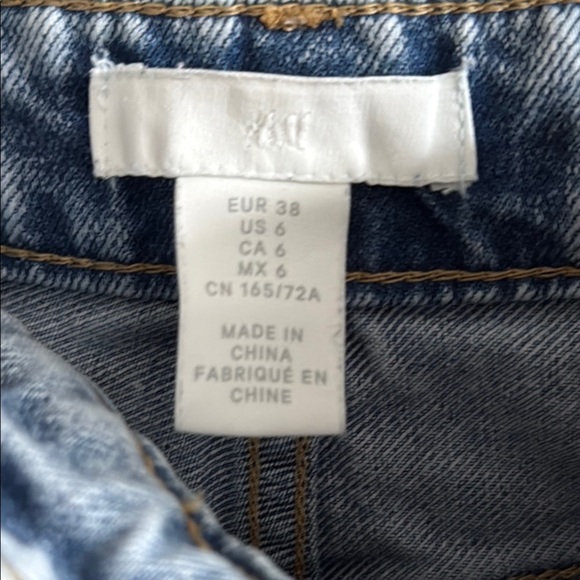 H&M
EUR 38
US 6
CA 6
MX 6
CN 165/72A
MADE IN
CHINA
FABRIQUÉ EN
CHINE